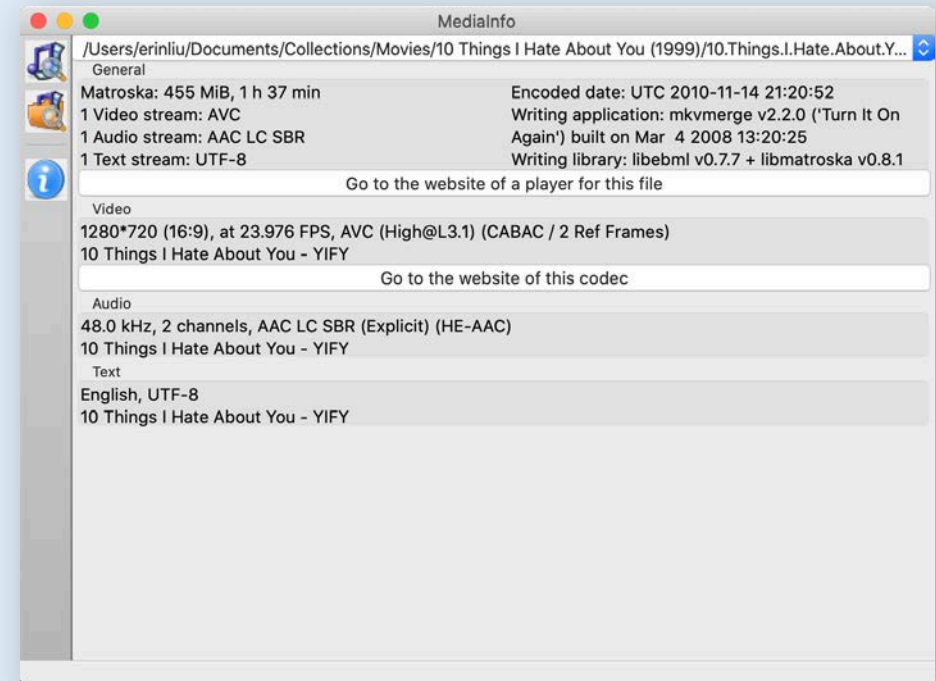 MediaInfo
/Users/erinliu/Documents/Collections/Movies/10 Things I Hate About You (1999)/10.Things.I.Hate.About.Y...
General
Matroska: 455 MiB, 1 h 37 min
1 Video stream: AVC
1 Audio stream: AAC LC SBR
1 Text stream: UTF-8
Encoded date: UTC 2010-11-14 21:20:52
Writing application: mkvmerge v2.2.0 ('Turn It On
Again') built on Mar 4 2008 13:20:25
Writing library: libebml v0.7.7 + libmatroska v0.8.1
Go to the website of a player for this file
Video
1280*720 (16:9), at 23.976 FPS, AVC (High@L3.1) (CABAC / 2 Ref Frames)
10 Things I Hate About You - YIFY
Go to the website of this codec
Audio
48.0 kHz, 2 channels, AAC LC SBR (Explicit) (HE-AAC)
10 Things I Hate About You - YIFY
Text
English, UTF-8
10 Things I Hate About You - YIFY